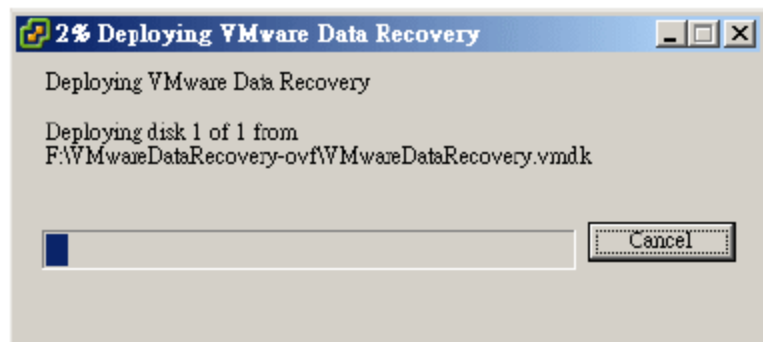 2% Deploying VMware Data Recovery
Deploying VMware Data Recovery
Deploying disk 1 of 1 from
F:\VMwareDataRecovery-ovf\VMwareDataRecovery.vmdk
Cancel